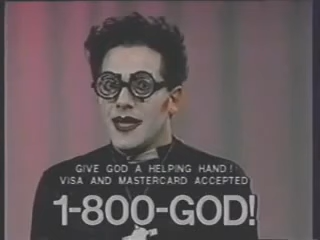 GIVE GOD A HELPING HAND!
VISA AND MASTERCARD ACCEPTED
1-800-GOD!